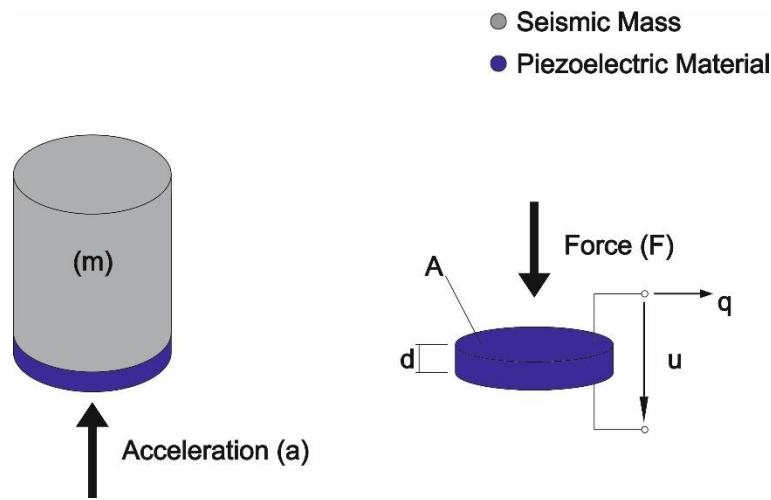 Seismic Mass
Piezoelectric Material
(m)
Acceleration (a)
Force (F)
A
d
q
u